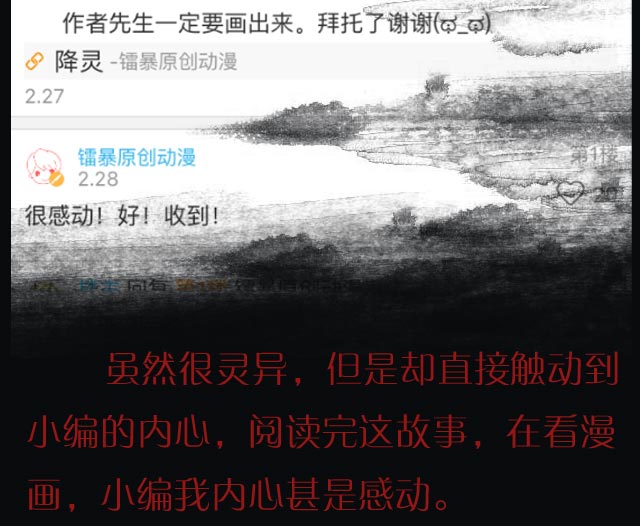 作者先生一定要画出来。拜托了谢谢(ಥ_ಥ)
降灵 -镭暴原创动漫
2.27
镭暴原创动漫
第1楼
2.28
20
很感动！好！收到！
虽然很灵异，但是却直接触动到
小编的内心，阅读完这故事，在看漫
画，小编我内心甚是感动。